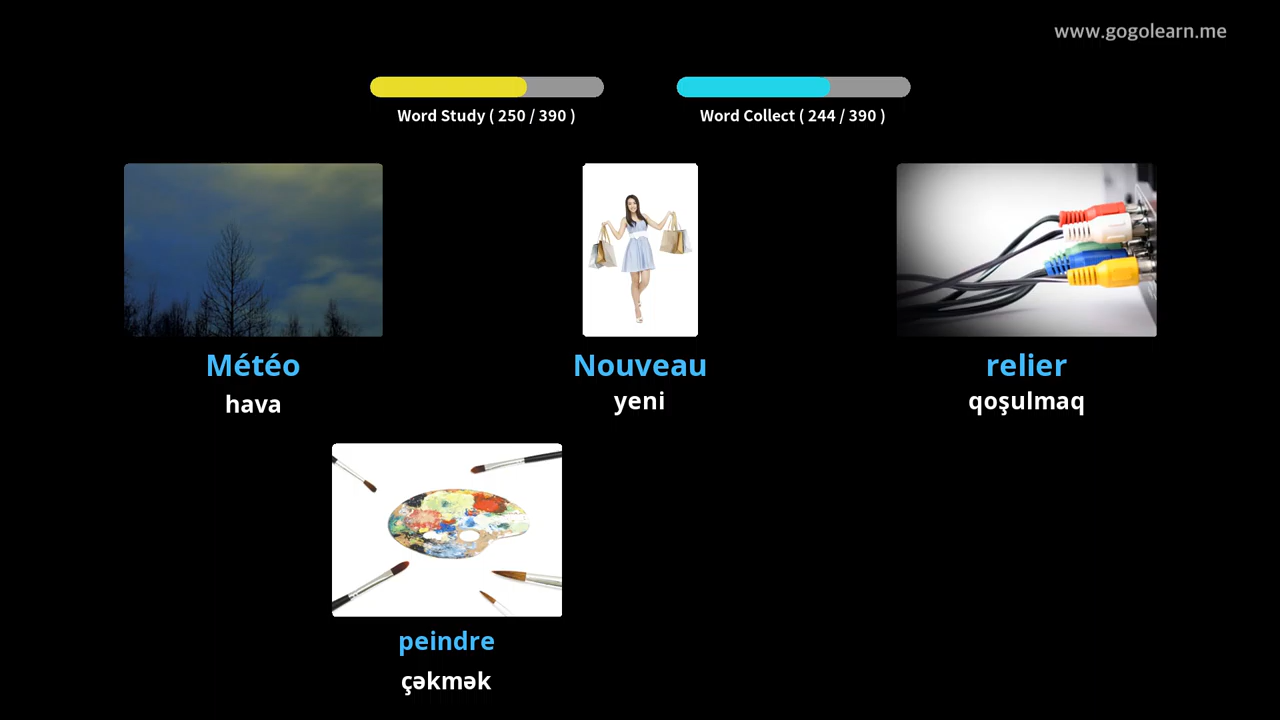 www.gogolearn.me
Word Study ( 250 / 390 )
Word Collect ( 244 / 390 )
Météo
hava
Nouveau
yeni
relier
qoşulmaq
peindre
çəkmək